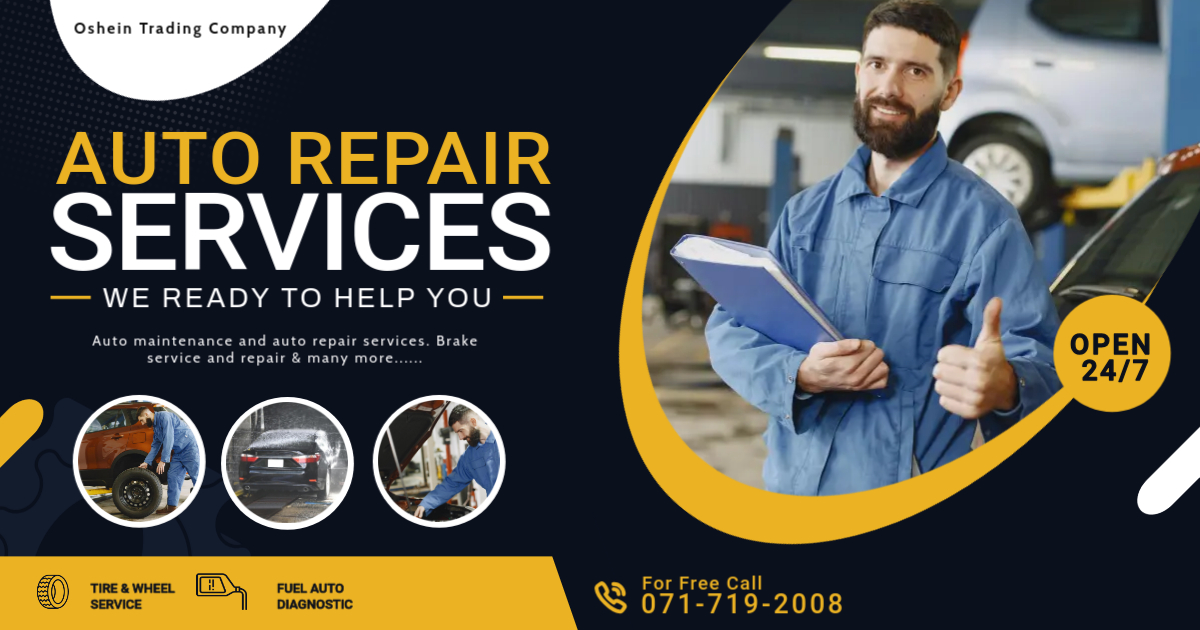 Oshein Trading Company
AUTO REPAIR
SERVICES
WE READY TO HELP YOU
Auto maintenance and auto repair services. Brake
service and repair & many more......
OPEN
24/7
TIRE & WHEEL
SERVICE
FUEL AUTO
DIAGNOSTIC
For Free Call
071-719-2008